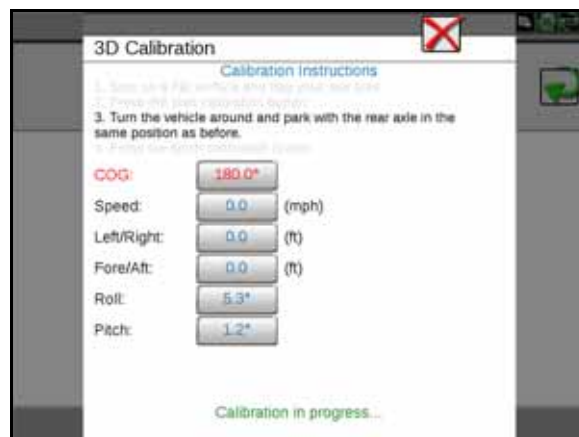 3D Calibration
Calibration Instructions
3. Turn the vehicle around and park with the rear axle in the
same position as before.
COG:
180.0°
Speed:
0.0
(mph)
Left/Right:
0.0
(ft)
Fore/Aft:
0.0
(ft)
Roll:
5.3°
Pitch:
1.2°
Calibration in progress...